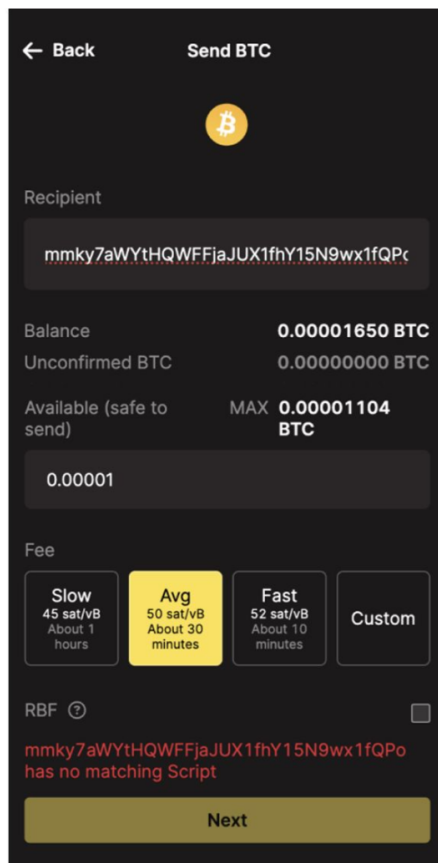 ← Back
Send BTC
Recipient
mmky7aWYtHQWFFjaJUX1fhY15N9wx1fQPo
Balance 0.00001650 BTC
Unconfirmed BTC 0.00000000 BTC
Available (safe to MAX 0.00001104
send) BTC
0.00001
Fee
Slow
45 sat/vB
About 1
hours
Avg
50 sat/vB
About 30
minutes
Fast
52 sat/vB
About 10
minutes
Custom
RBF ?
mmky7aWYtHQWFFjaJUX1fhY15N9wx1fQPo
has no matching Script
Next